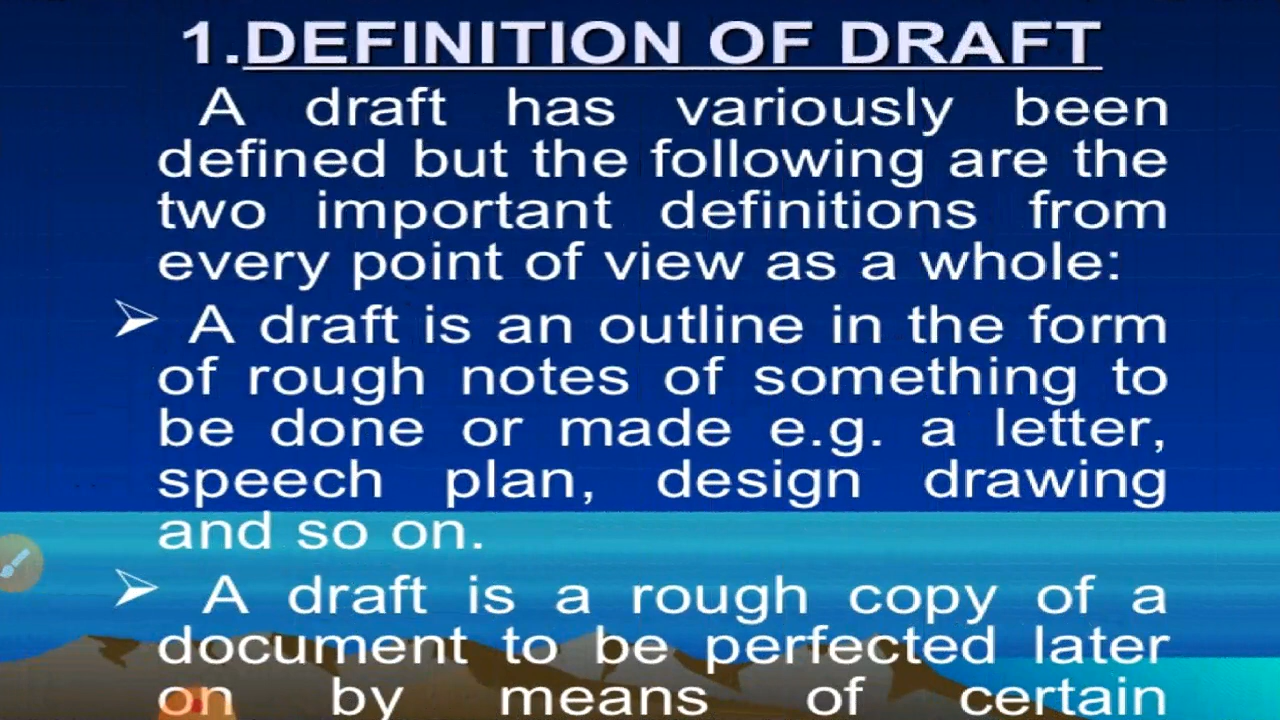 1.DEFINITION OF DRAFT
A draft has variously been
defined but the following are the
two important definitions from
every point of view as a whole:
➢ A draft is an outline in the form
of rough notes of something to
be done or made e.g. a letter,
speech plan, design drawing
and so on.
➢ A draft is a rough copy of a
document to be perfected later
on by means of certain